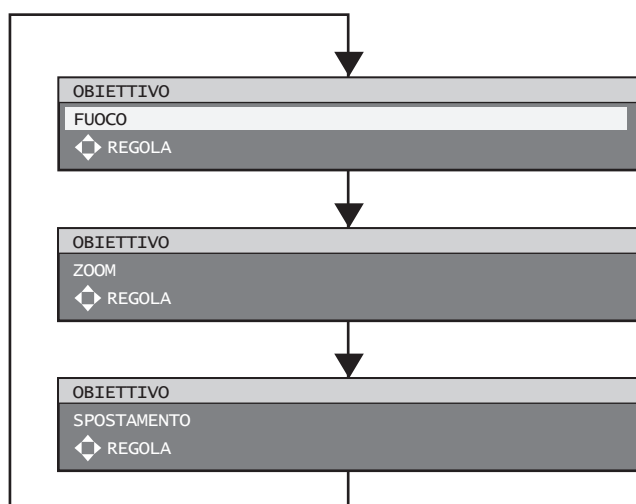 OBIETTIVO
FUOCO
REGOLA
OBIETTIVO
ZOOM
REGOLA
OBIETTIVO
SPOSTAMENTO
REGOLA